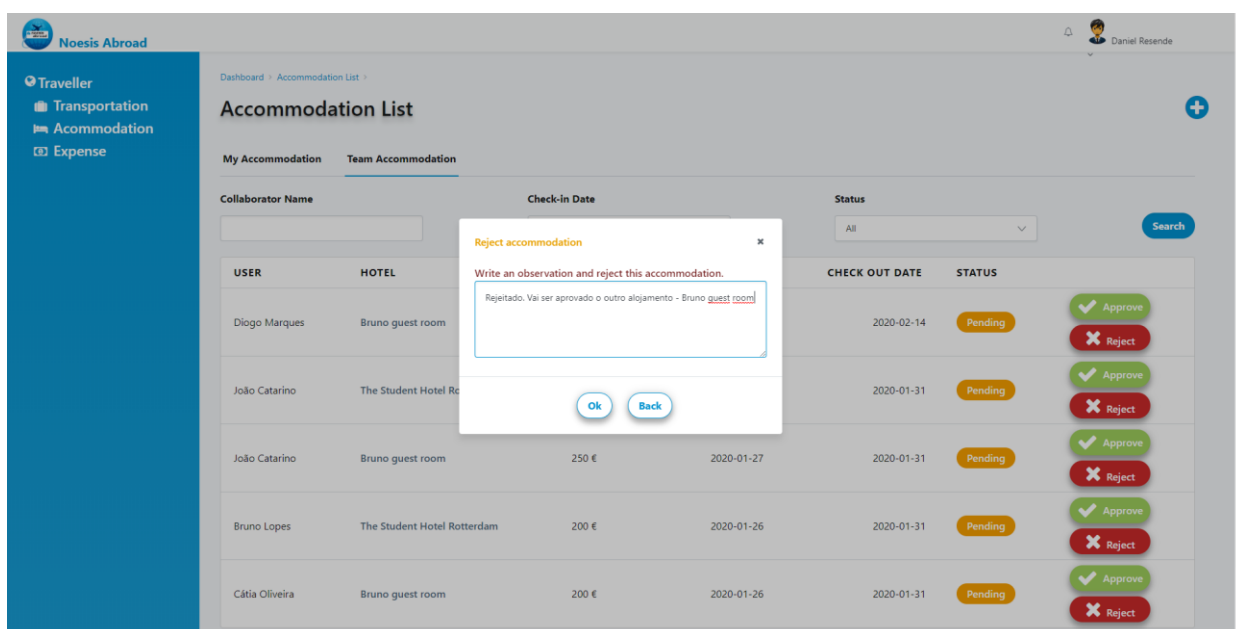 Noesis Abroad
Daniel Resende
Traveller
Transportation
Acommodation
Expense
Dashboard > Accommodation List >
Accommodation List
My Accommodation Team Accommodation
Collaborator Name Check-in Date Status
All Search
Reject accommodation ×
Write an observation and reject this accommodation.
Rejeitado. Vai ser aprovado o outro alojamento - Bruno guest room
Ok Back
USER HOTEL CHECK OUT DATE STATUS
Diogo Marques Bruno guest room 2020-02-14 Pending Approve
Reject
João Catarino The Student Hotel Ro 2020-01-31 Pending Approve
Reject
João Catarino Bruno guest room 250 € 2020-01-27 2020-01-31 Pending Approve
Reject
Bruno Lopes The Student Hotel Rotterdam 200 € 2020-01-26 2020-01-31 Pending Approve
Reject
Cátia Oliveira Bruno guest room 200 € 2020-01-26 2020-01-31 Pending Approve
Reject